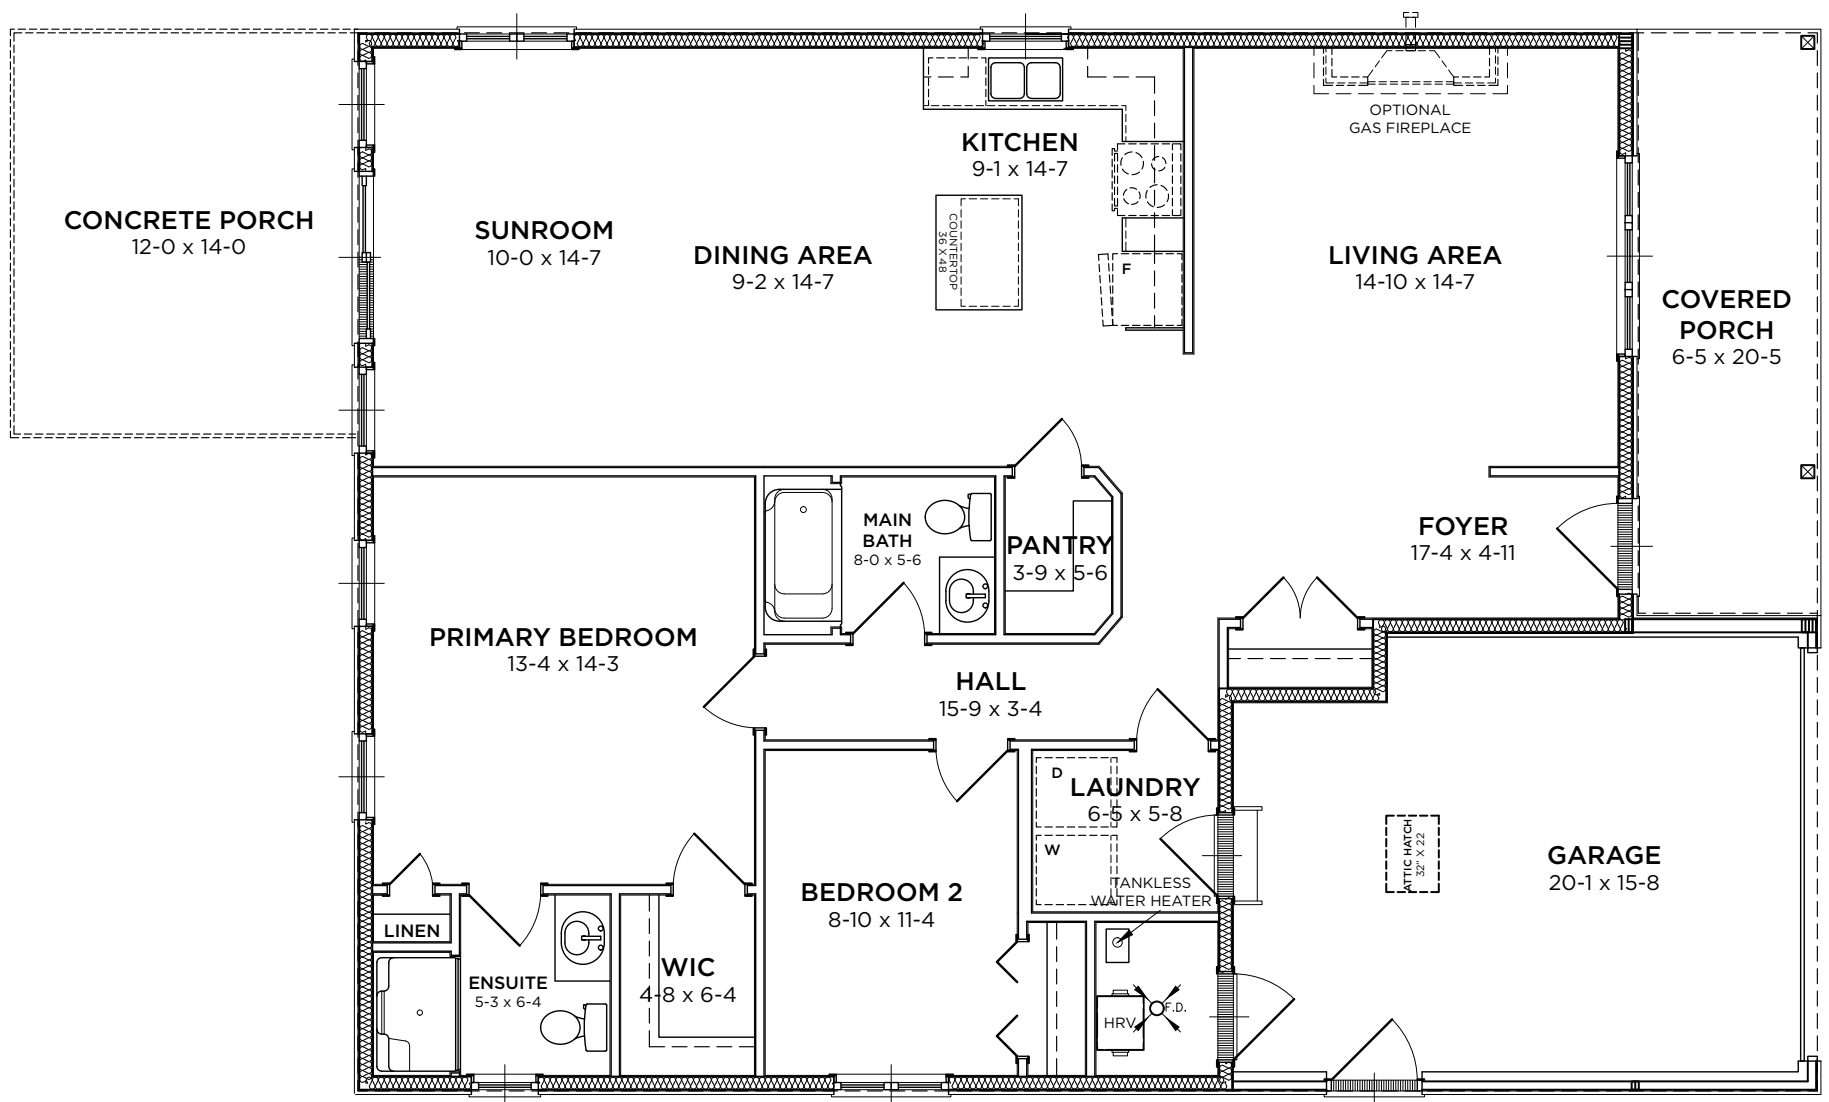 OPTIONAL
GAS FIREPLACE
KITCHEN
9-1 x 14-7
CONCRETE PORCH
12-0 x 14-0
SUNROOM
10-0 x 14-7
DINING AREA
9-2 x 14-7
COUNTERTOP
36 X 48
F
LIVING AREA
14-10 x 14-7
COVERED
PORCH
6-5 x 20-5
MAIN
BATH
8-0 x 5-6
PANTRY
3-9 x 5-6
FOYER
17-4 x 4-11
PRIMARY BEDROOM
13-4 x 14-3
HALL
15-9 x 3-4
D
LAUNDRY
6-5 x 5-8
W
TANKLESS
WATER HEATER
ATTIC HATCH
32" X 22
GARAGE
20-1 x 15-8
BEDROOM 2
8-10 x 11-4
LINEN
ENSUITE
5-3 x 6-4
WIC
4-8 x 6-4
HRV
F.D.